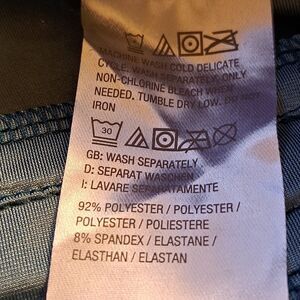 MACHINE WASH COLD DELICATE
CYCLE. WASH SEPARATELY. ONLY
NON-CHLORINE BLEACH WHEN
NEEDED. TUMBLE DRY LOW. DO NOT
IRON
30
GB: WASH SEPARATELY
D: SEPARAT WASCHEN
I: LAVARE SEPARATAMENTE
92% POLYESTER / POLYESTER /
POLYESTER / POLIESTERE
8% SPANDEX / ELASTANE /
ELASTHAN / ELASTAN